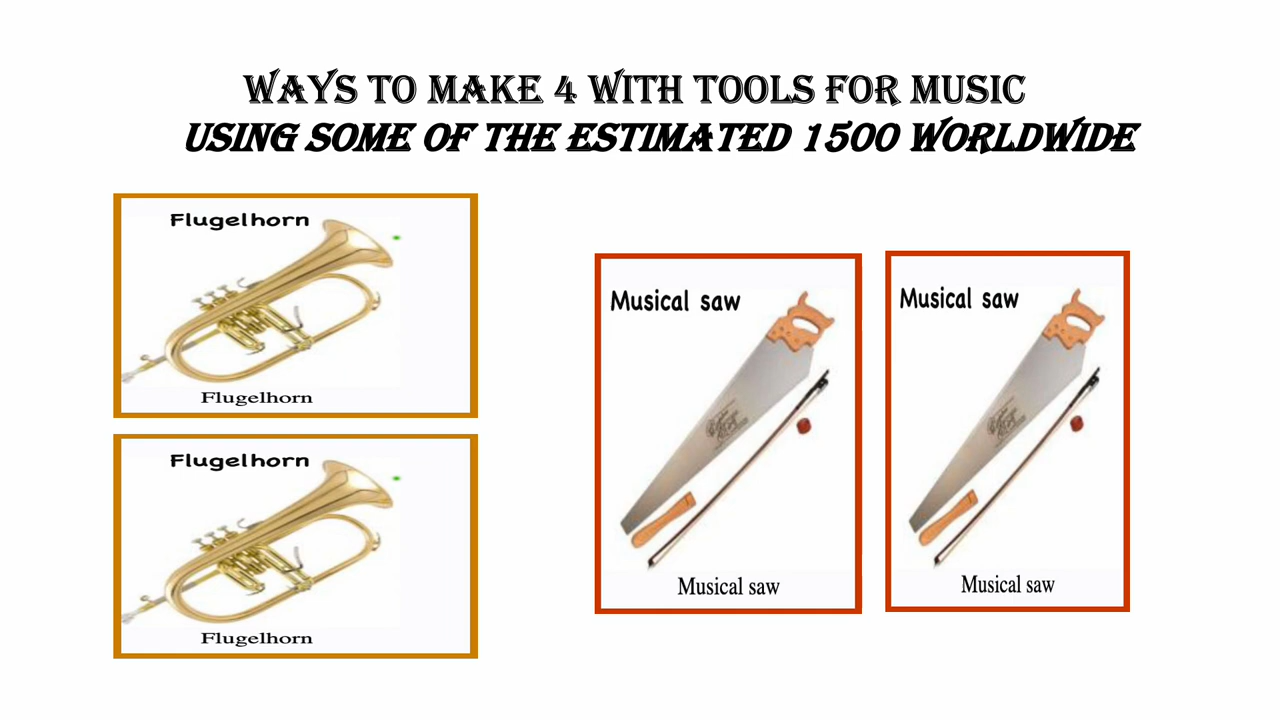 WAYS TO MAKE 4 WITH TOOLS FOR MUSIC
USING SOME OF THE ESTIMATED 1500 WORLDWIDE
Flugelhorn
Flugelhorn
Flugelhorn
Flugelhorn
Musical saw
Musical saw
Musical saw
Musical saw